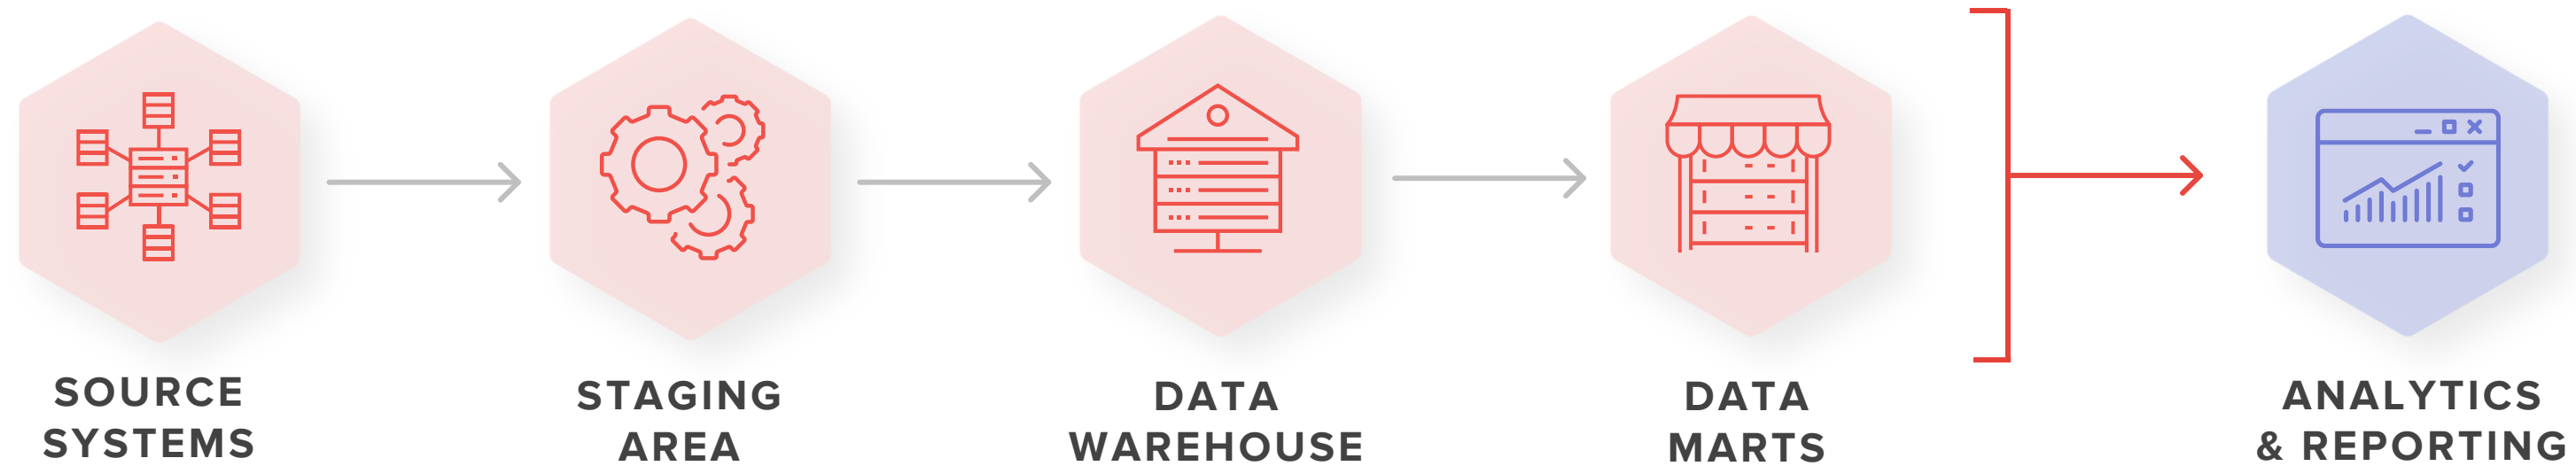 SOURCE
SYSTEMS
STAGING
AREA
DATA
WAREHOUSE
DATA
MARTS
ANALYTICS
& REPORTING